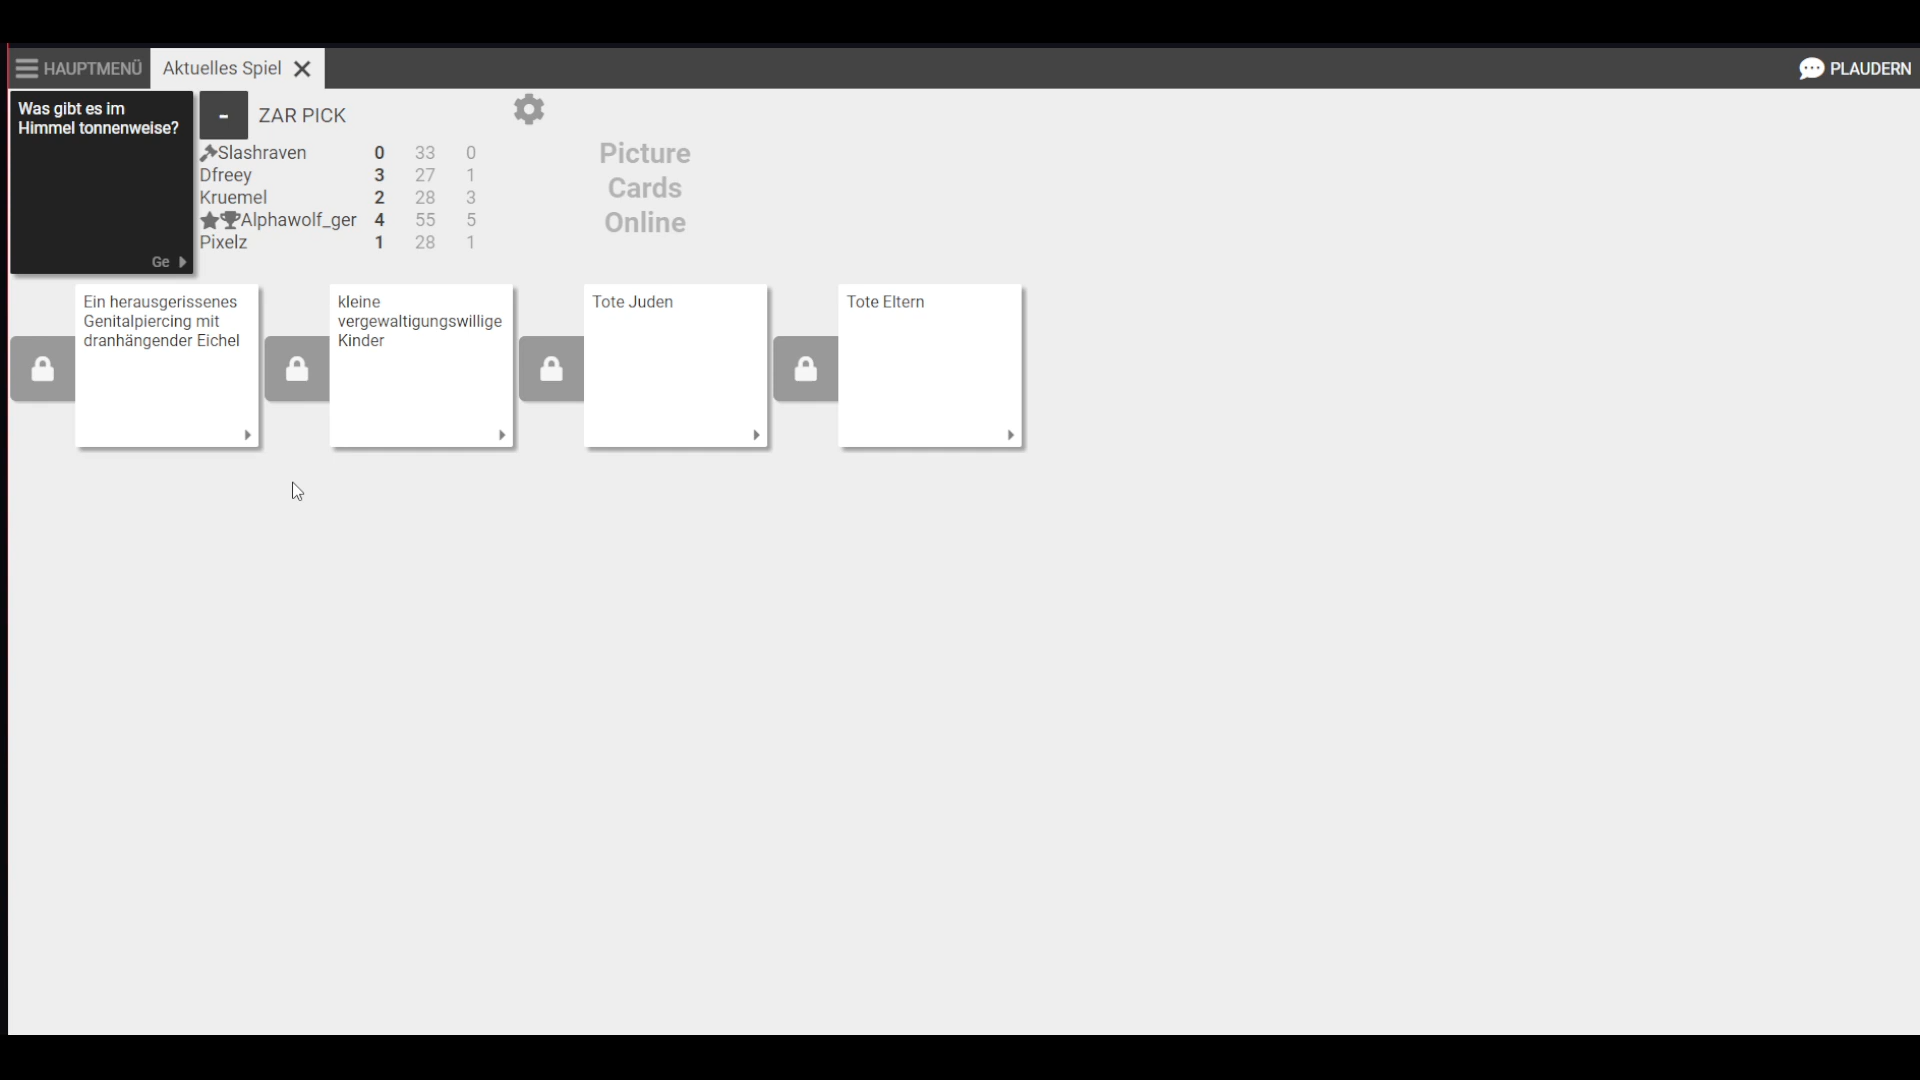 HAUPTMENÜ
Aktuelles Spiel
PLAUDERN
Was gibt es im
Himmel tonnenweise?
Ge
-
ZAR PICK
Slashraven 0 33 0
Dfreey 3 27 1
Kruemel 2 28 3
Alphawolf_ger 4 55 5
Pixelz 1 28 1
Picture
Cards
Online
Ein herausgerissenes
Genitalpiercing mit
dranhängender Eichel
kleine
vergewaltigungswillige
Kinder
Tote Juden
Tote Eltern